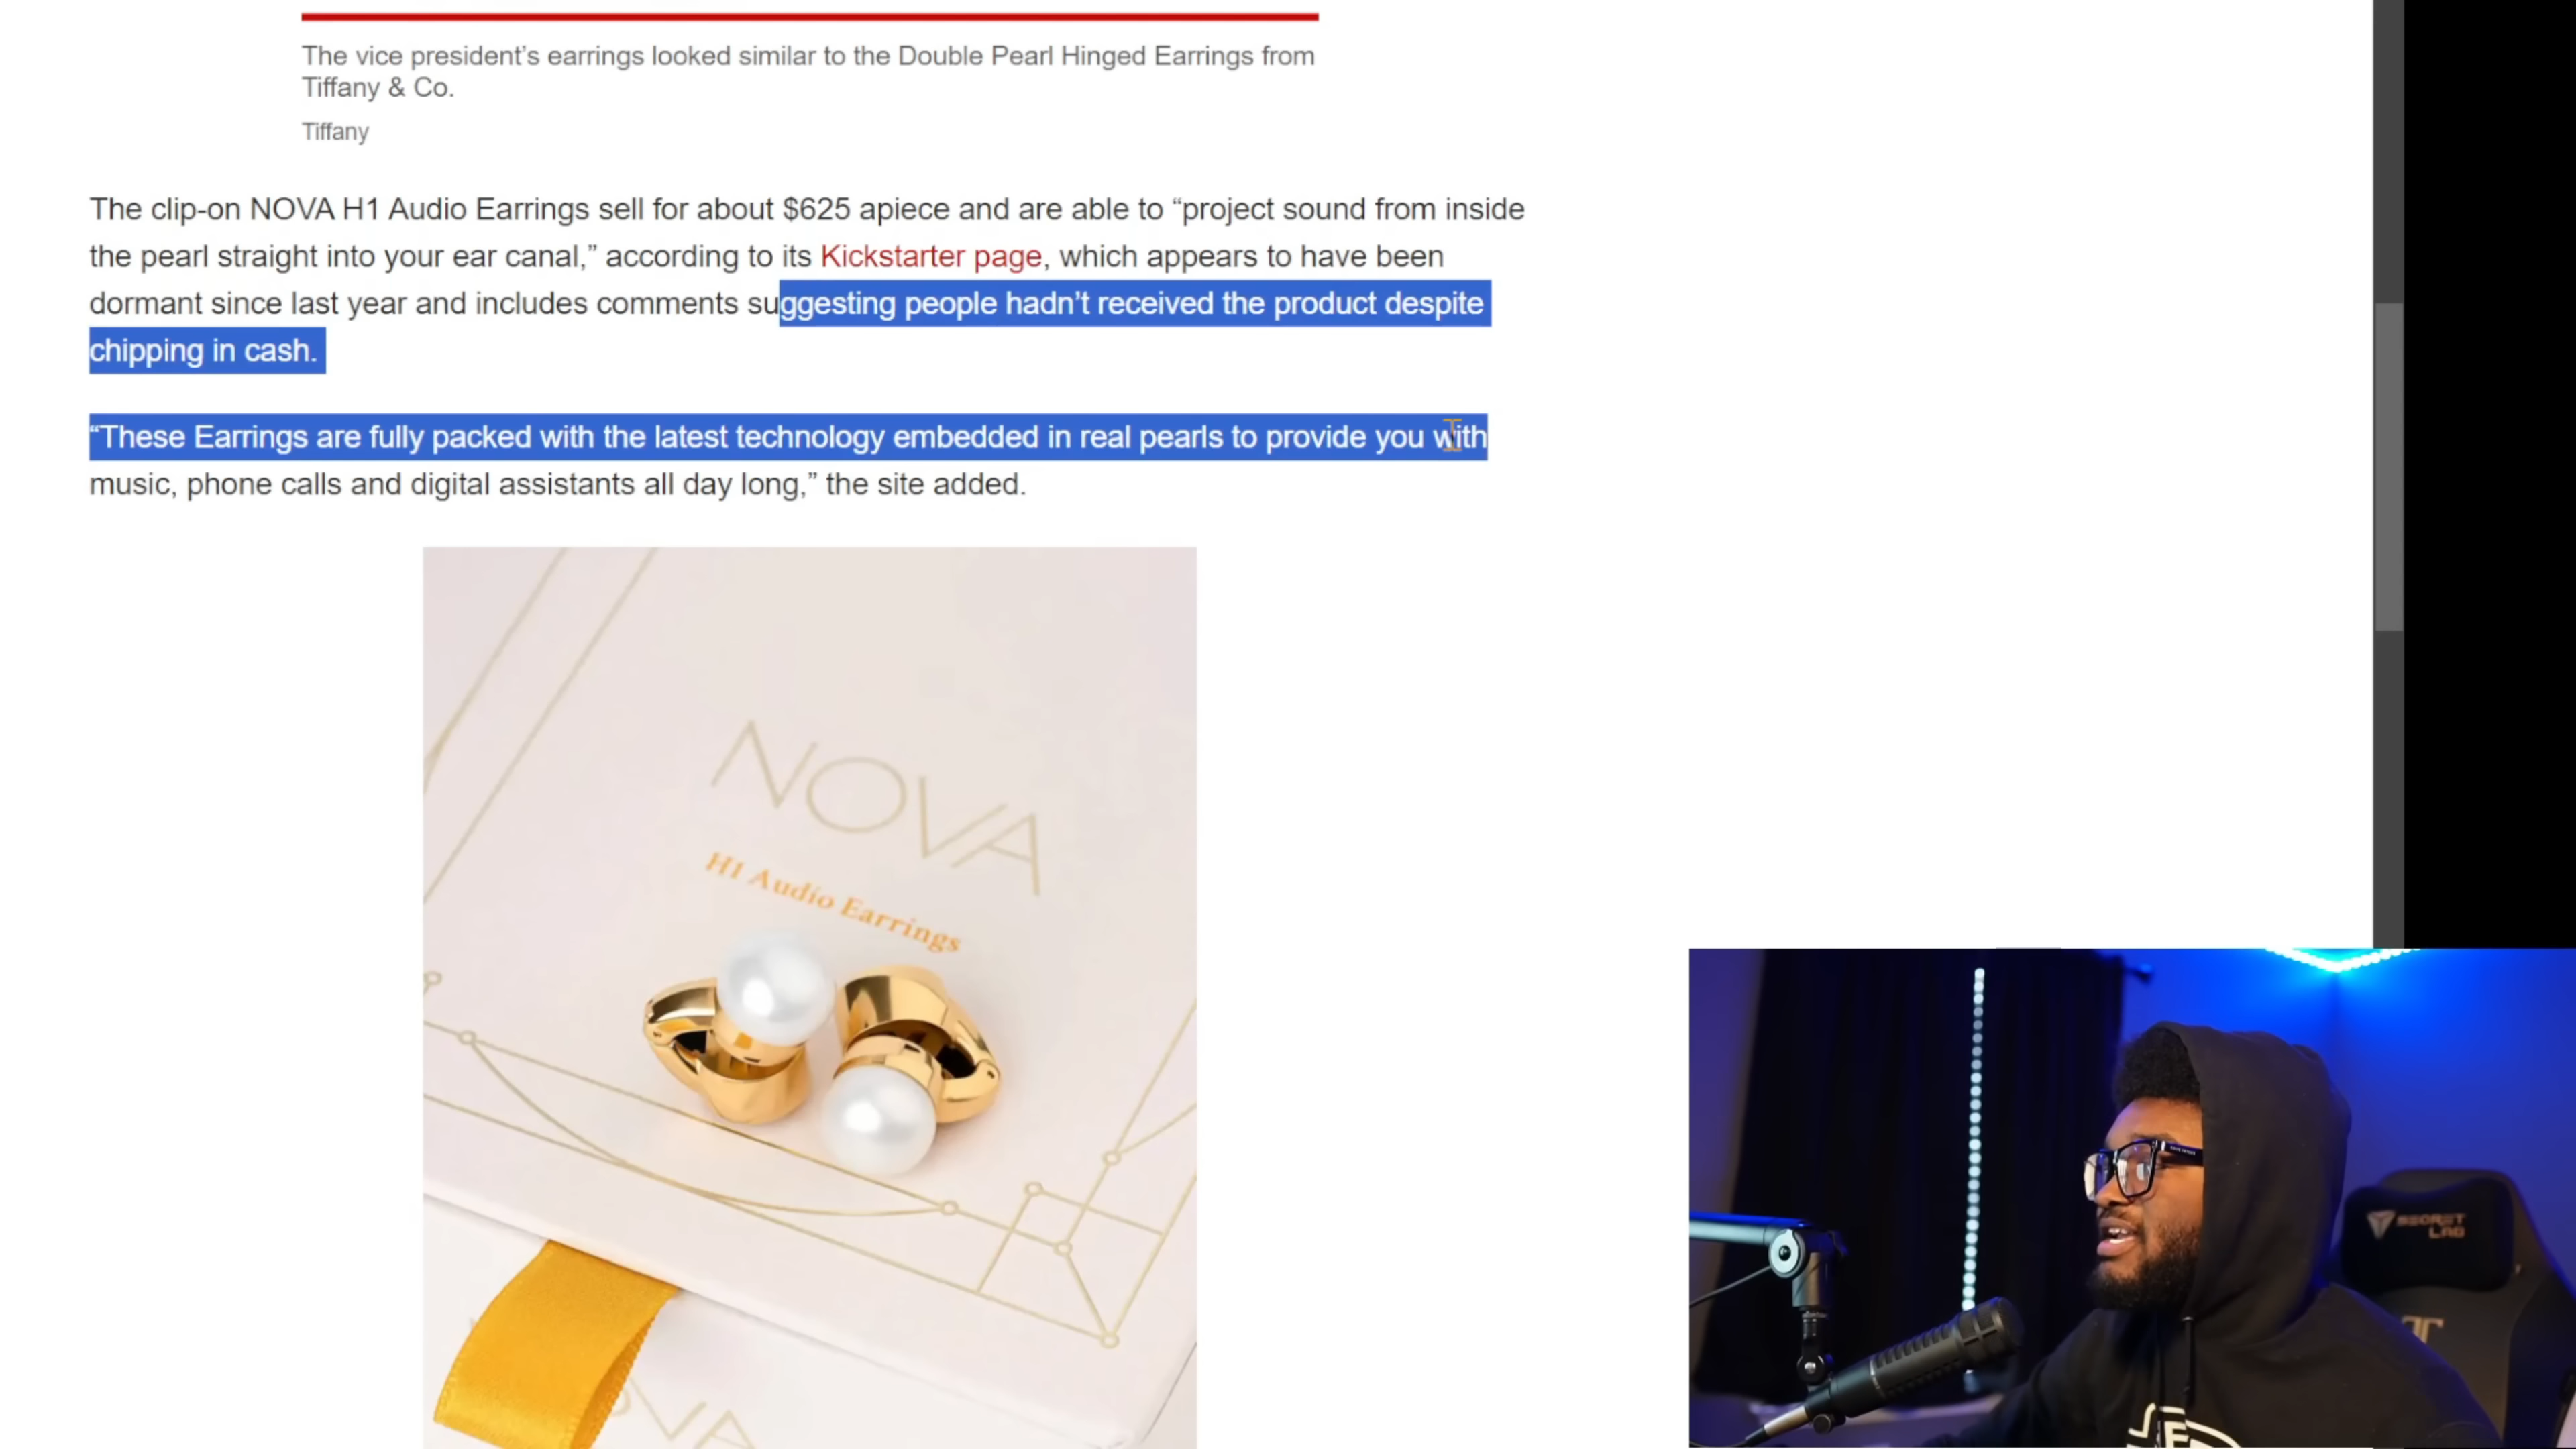 The vice president’s earrings looked similar to the Double Pearl Hinged Earrings from
Tiffany & Co.
Tiffany
The clip-on NOVA H1 Audio Earrings sell for about $625 apiece and are able to “project sound from inside
the pearl straight into your ear canal,” according to its Kickstarter page, which appears to have been
dormant since last year and includes comments suggesting people hadn’t received the product despite
chipping in cash.
“These Earrings are fully packed with the latest technology embedded in real pearls to provide you with
music, phone calls and digital assistants all day long,” the site added.
NOVA
H1 Audio Earrings
SECRET
LAB